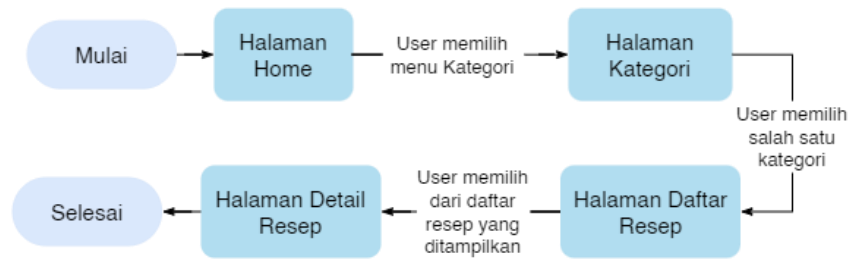 Mulai
Halaman
Home
User memilih
menu Kategori
Halaman
Kategori
User memilih
salah satu
kategori
Halaman Daftar
Resep
User memilih
dari daftar
resep yang
ditampilkan
Halaman Detail
Resep
Selesai